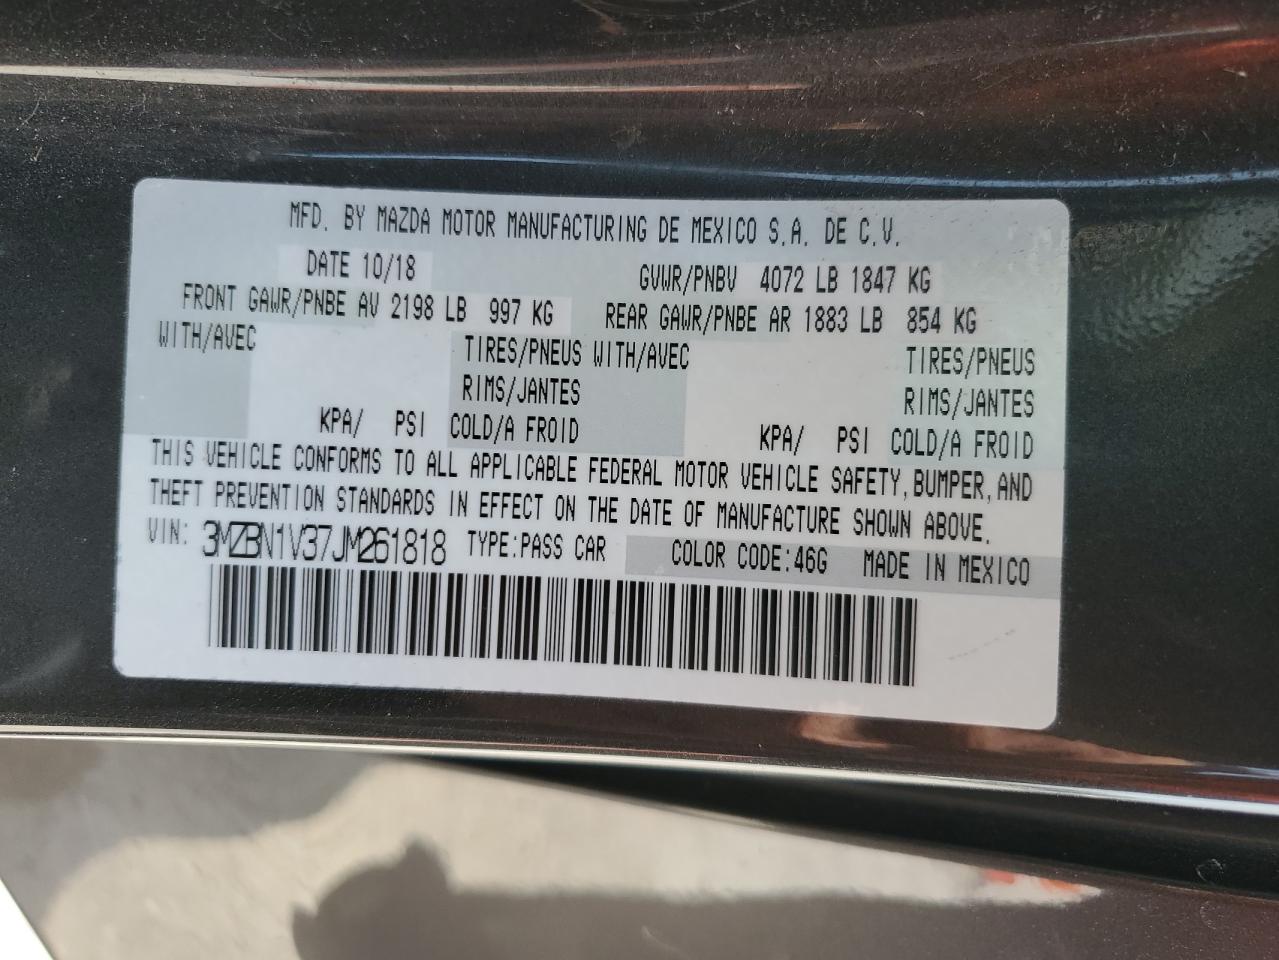 MFD. BY MAZDA MOTOR MANUFACTURING DE MEXICO S.A. DE C.V.
DATE 10/18 GVWR/PNBV 4072 LB 1847 KG
FRONT GAWR/PNBE AV 2198 LB 997 KG REAR GAWR/PNBE AR 1883 LB 854 KG
WITH/AVEC TIRES/PNEUS WITH/AVEC TIRES/PNEUS
RIMS/JANTES RIMS/JANTES
KPA/ PSI COLD/A FROID KPA/ PSI COLD/A FROID
THIS VEHICLE CONFORMS TO ALL APPLICABLE FEDERAL MOTOR VEHICLE SAFETY, BUMPER, AND
THEFT PREVENTION STANDARDS IN EFFECT ON THE DATE OF MANUFACTURE SHOWN ABOVE.
VIN: 3MZBN1V37JM261818 TYPE:PASS CAR COLOR CODE:46G MADE IN MEXICO